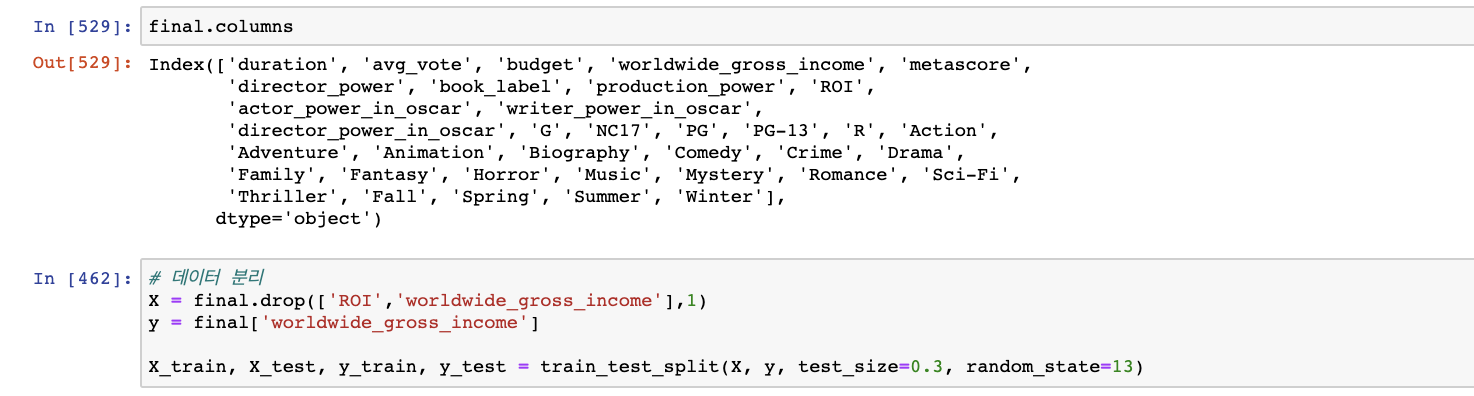 In [529]: final.columns
Out[529]: Index(['duration', 'avg_vote', 'budget', 'worldwide_gross_income', 'metascore',
'director_power', 'book_label', 'production_power', 'ROI',
'actor_power_in_oscar', 'writer_power_in_oscar',
'director_power_in_oscar', 'G', 'NC17', 'PG', 'PG-13', 'R', 'Action',
'Adventure', 'Animation', 'Biography', 'Comedy', 'Crime', 'Drama',
'Family', 'Fantasy', 'Horror', 'Music', 'Mystery', 'Romance', 'Sci-Fi',
'Thriller', 'Fall', 'Spring', 'Summer', 'Winter'],
dtype='object')
In [462]: # 데이터 분리
X = final.drop(['ROI','worldwide_gross_income'],1)
y = final['worldwide_gross_income']
X_train, X_test, y_train, y_test = train_test_split(X, y, test_size=0.3, random_state=13)